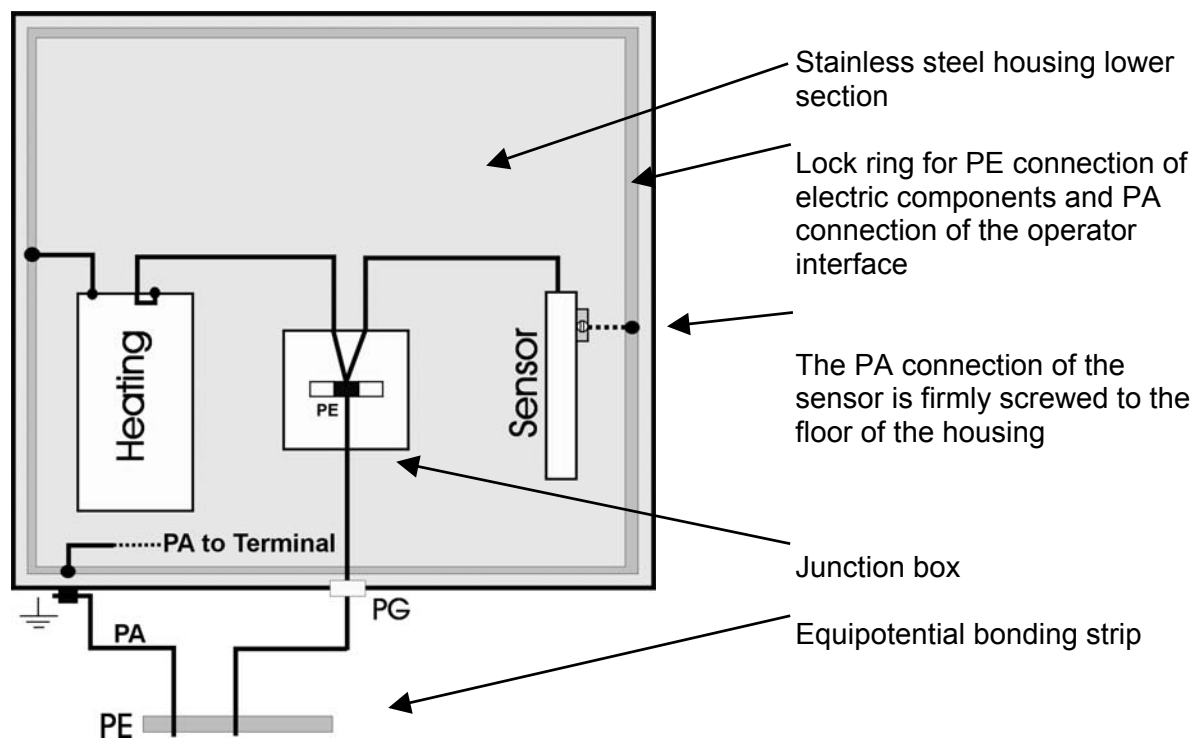 Stainless steel housing lower
section
Lock ring for PE connection of
electric components and PA
connection of the operator
interface
Heating
PE
Sensor
The PA connection of the
sensor is firmly screwed to the
floor of the housing
PA to Terminal
Junction box
PG
PA
Equipotential bonding strip
PE